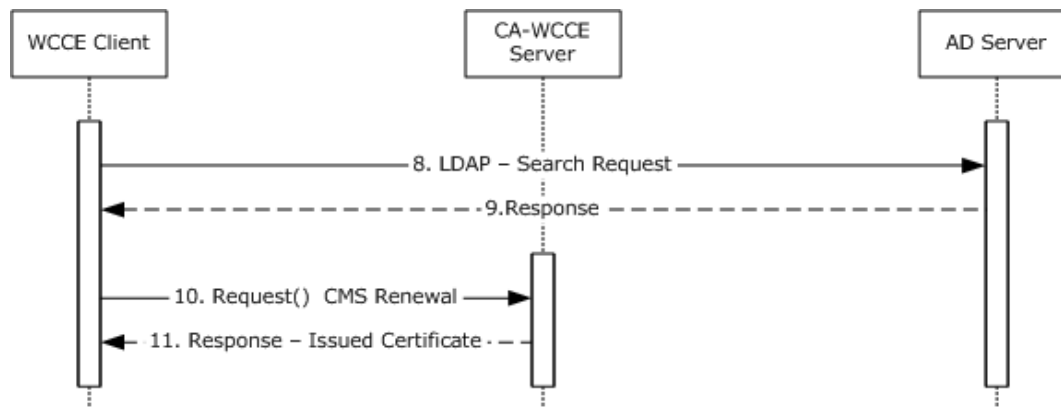 WCCE Client
CA-WCCE
Server
AD Server
8. LDAP – Search Request
9.Response
10. Request()  CMS Renewal
11. Response – Issued Certificate